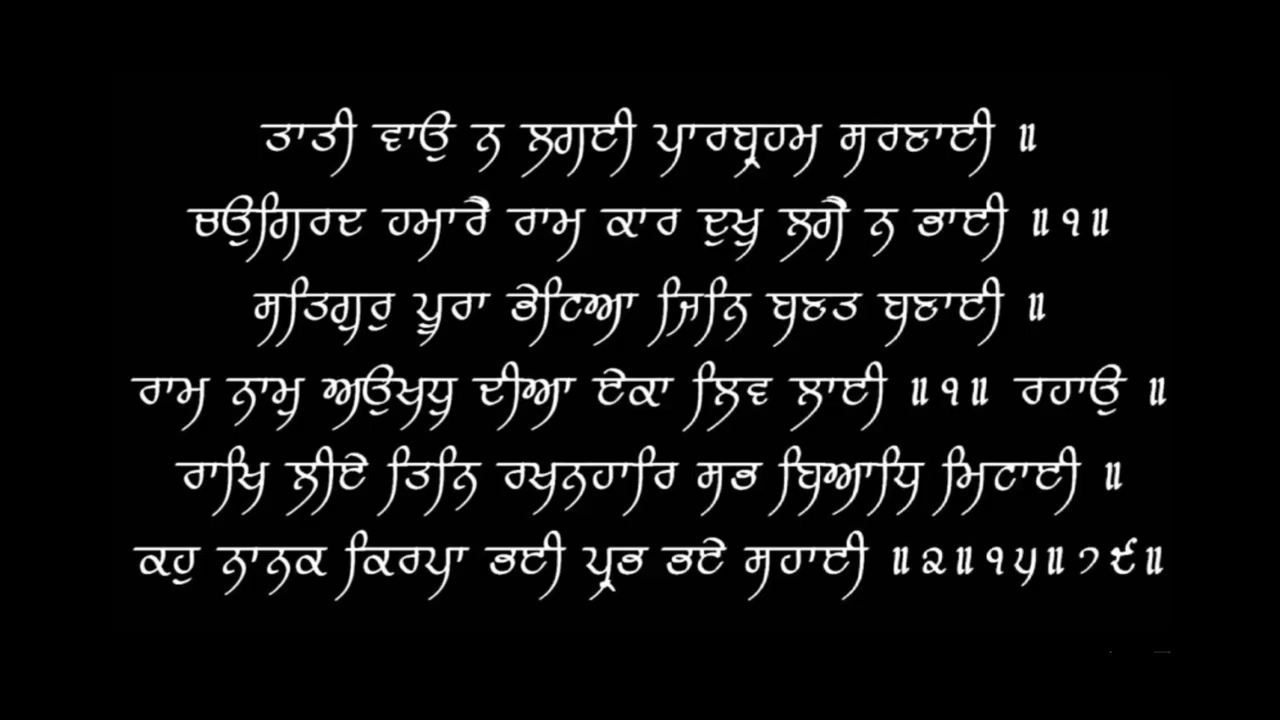 ਤਾਤੀ ਵਾਉ ਨ ਲਗਈ ਪਾਰਬ੍ਰਹਮ ਸਰਣਾਈ ॥
ਚਉਗਿਰਦ ਹਮਾਰੈ ਰਾਮ ਕਾਰ ਦੁਖੁ ਲਗੈ ਨ ਭਾਈ ॥੧॥
ਸਤਿਗੁਰੁ ਪੂਰਾ ਭੇਟਿਆ ਜਿਨਿ ਬਣਤ ਬਣਾਈ ॥
ਰਾਮ ਨਾਮੁ ਅਉਖਧੁ ਦੀਆ ਏਕਾ ਲਿਵ ਲਾਈ ॥੧॥ ਰਹਾਉ ॥
ਰਾਖਿ ਲੀਏ ਤਿਨਿ ਰਖਨਹਾਰਿ ਸਭ ਬਿਆਧਿ ਮਿਟਾਈ ॥
ਕਹੁ ਨਾਨਕ ਕਿਰਪਾ ਭਈ ਪ੍ਰਭ ਭਏ ਸਹਾਈ ॥੨॥੧੫॥੭੯॥